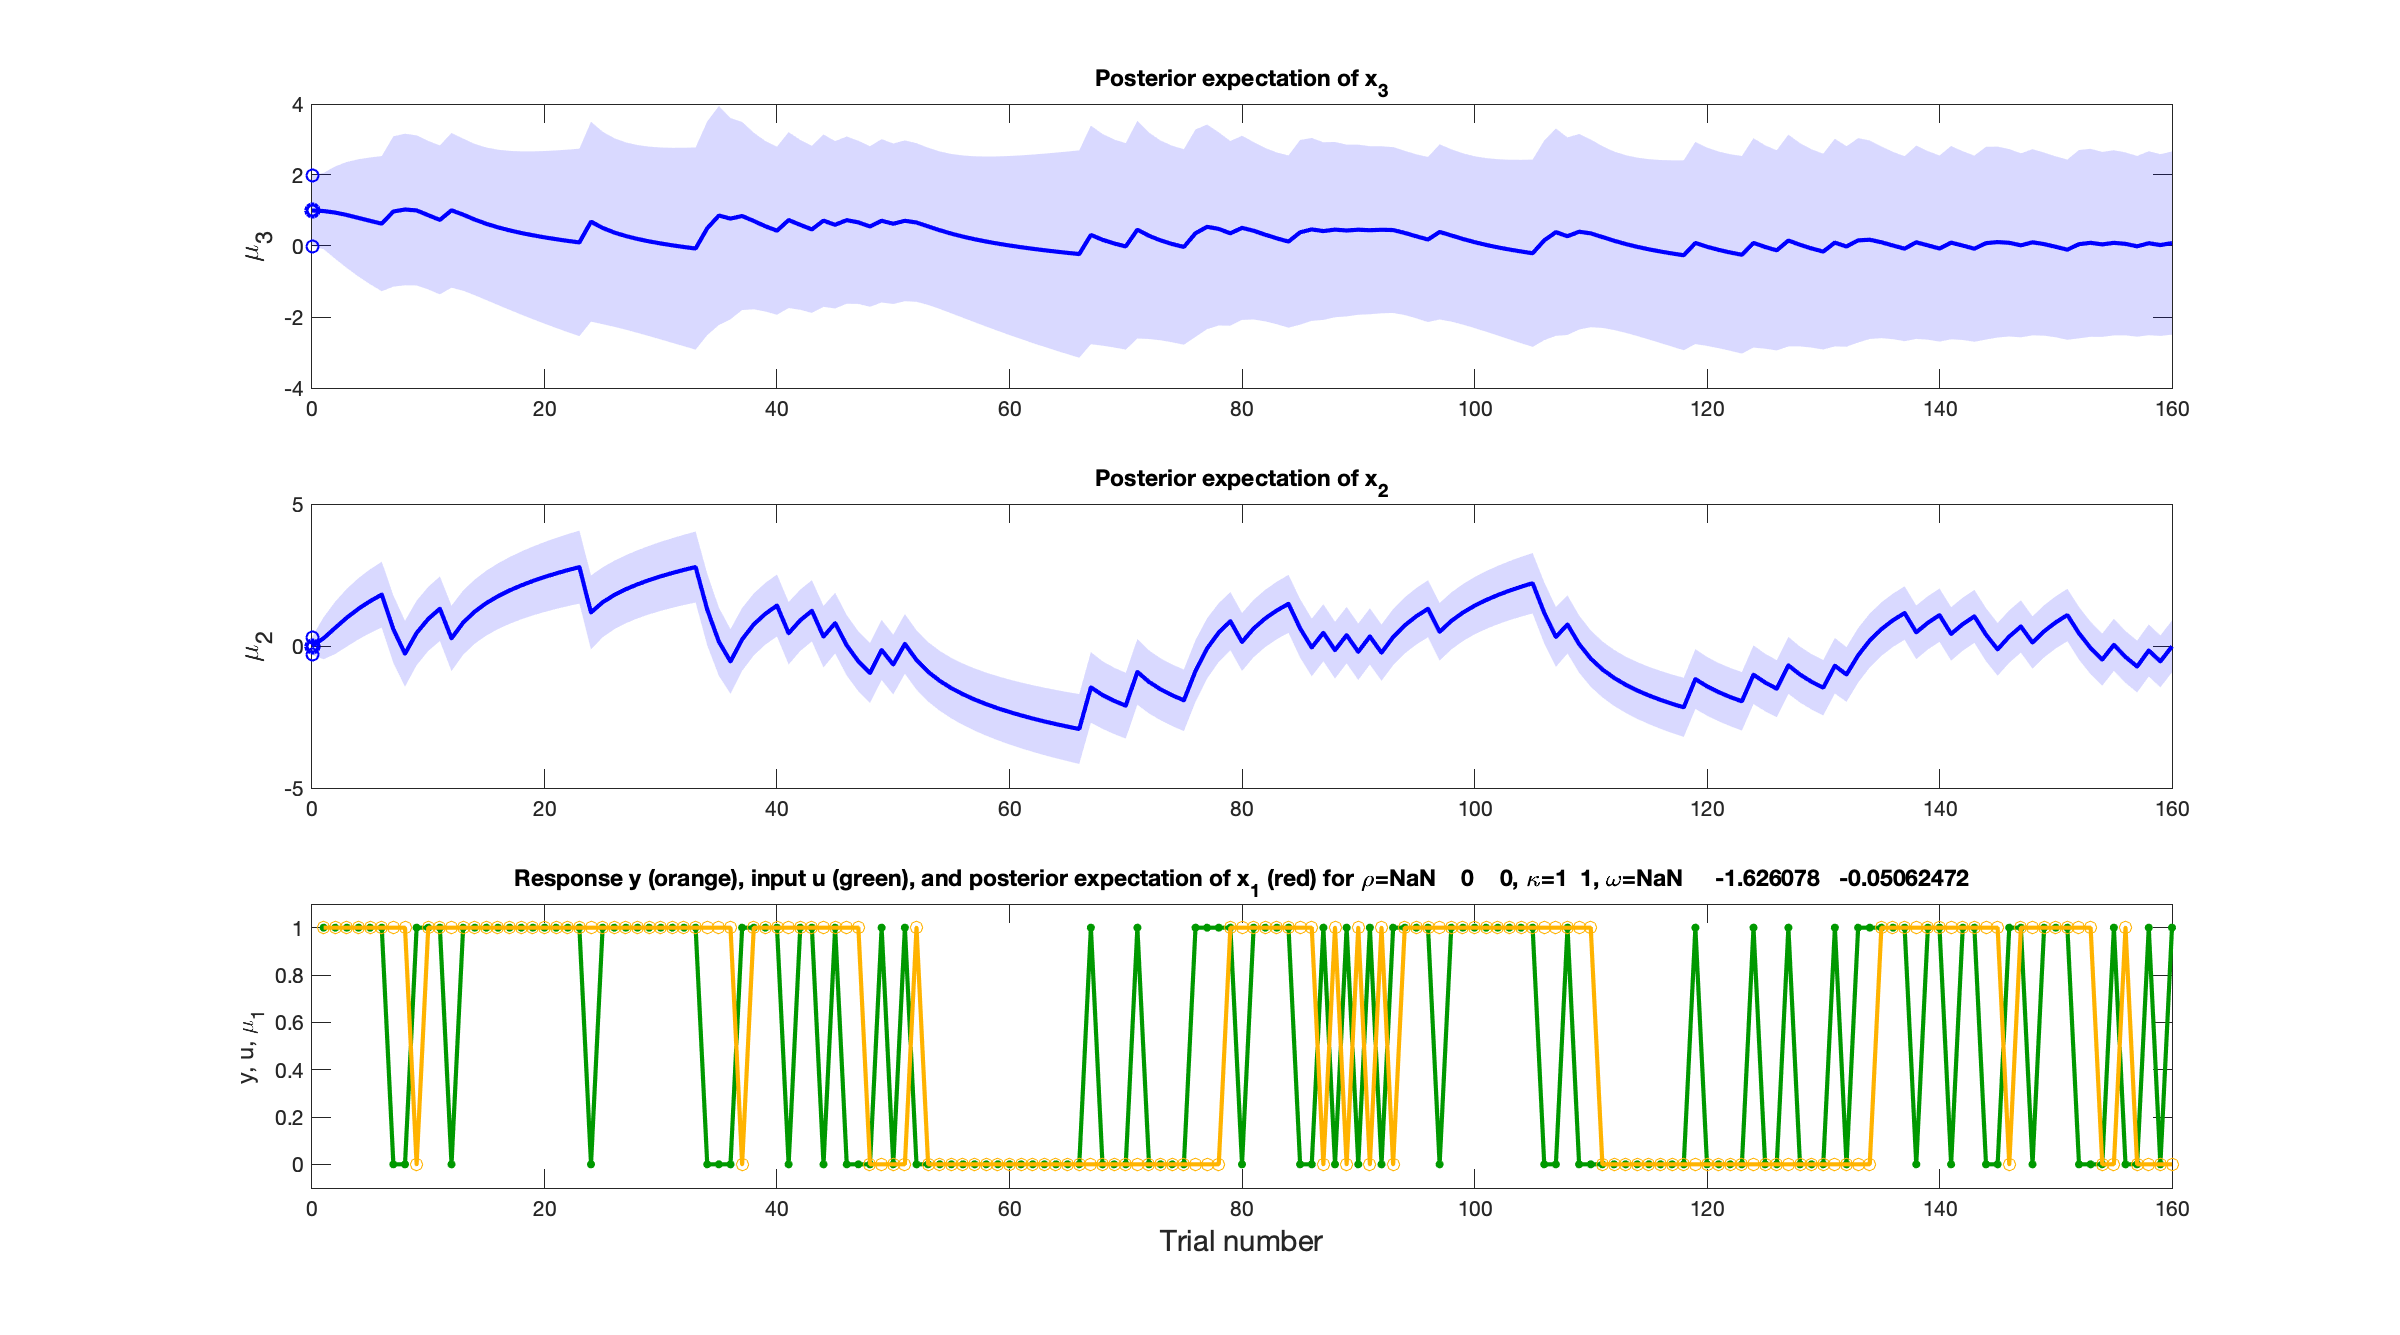 Posterior expectation of x3
4
2
0
-2
-4
μ3
0 20 40 60 80 100 120 140 160
Posterior expectation of x2
5
0
-5
μ2
0 20 40 60 80 100 120 140 160
Response y (orange), input u (green), and posterior expectation of x1 (red) for ρ=NaN 0 0, κ=1 1, ω=NaN -1.626078 -0.05062472
1
0.8
0.6
0.4
0.2
0
y, u, μ1
0 20 40 60 80 100 120 140 160
Trial number